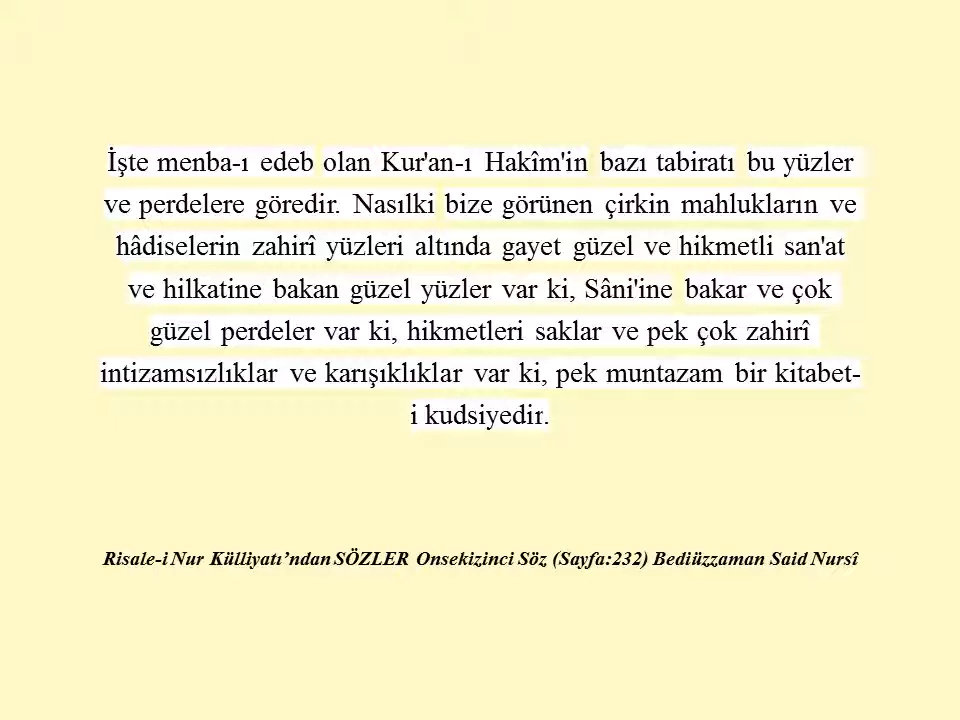 İşte menba-ı edeb olan Kur'an-ı Hakîm'in bazı tabiratı bu yüzler
ve perdelere göredir. Nasılki bize görünen çirkin mahlukların ve
hâdiselerin zahirî yüzleri altında gayet güzel ve hikmetli san'at
ve hilkatine bakan güzel yüzler var ki, Sâni'ine bakar ve çok
güzel perdeler var ki, hikmetleri saklar ve pek çok zahirî
intizamsızlıklar ve karışıklıklar var ki, pek muntazam bir kitabet-
i kudsiyedir.
Risale-i Nur Külliyatı’ndan SÖZLER Onsekizinci Söz (Sayfa:232) Bediüzzaman Said Nursî